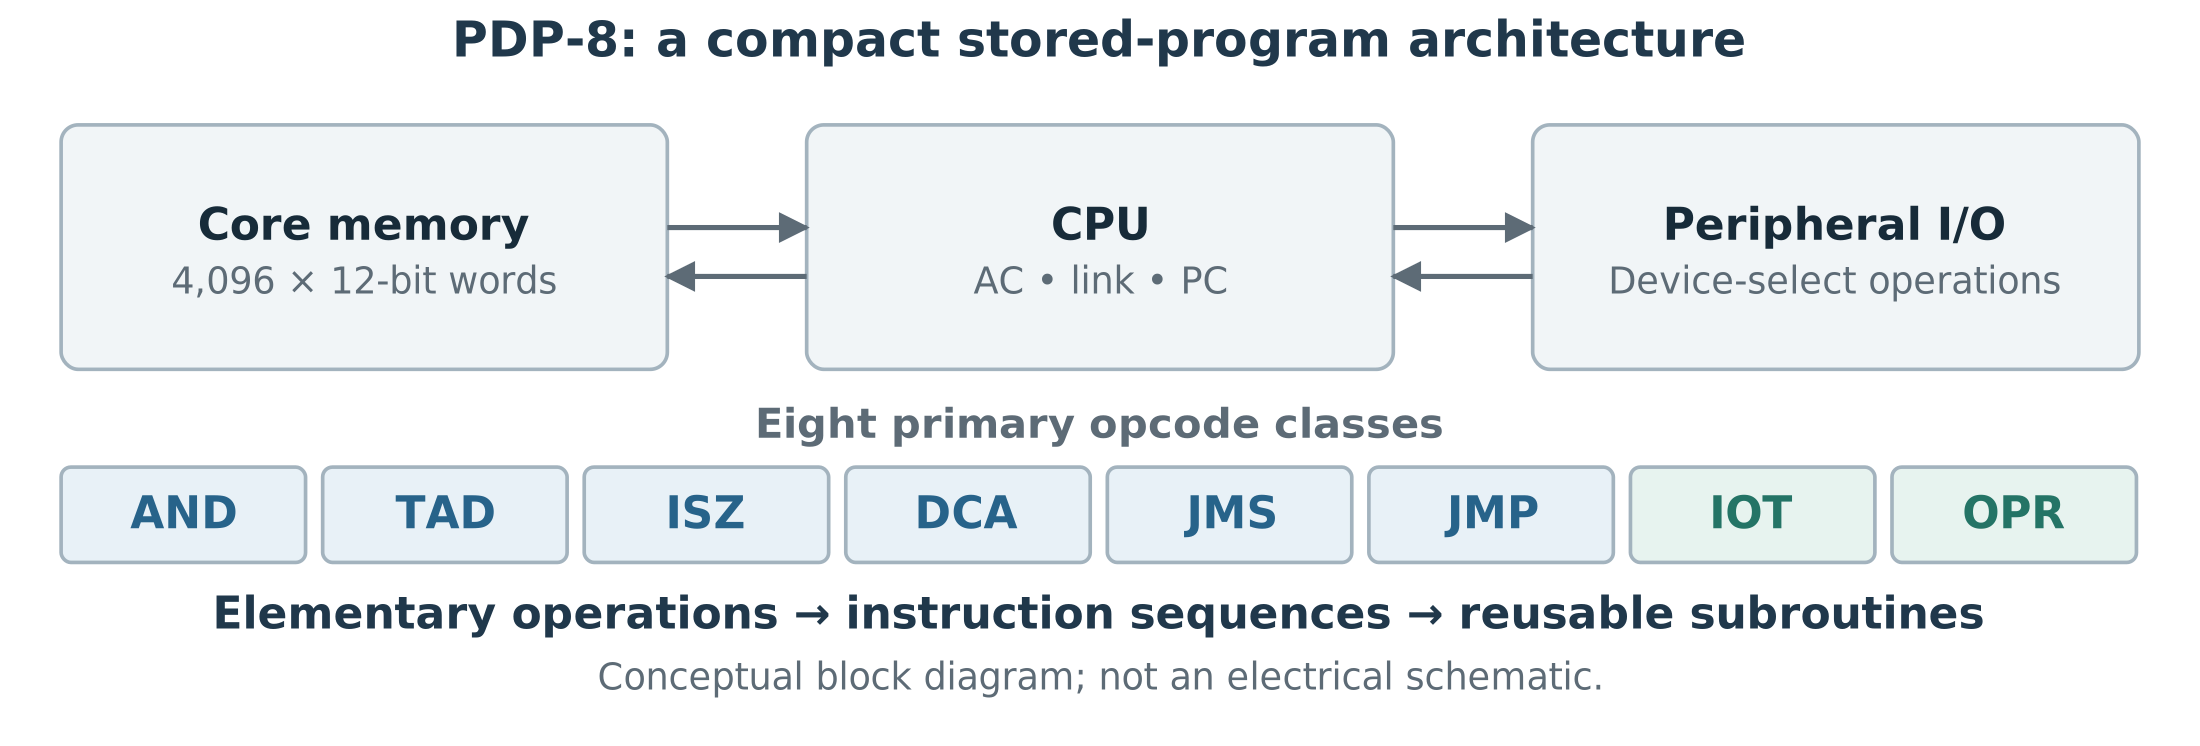 PDP-8: a compact stored-program architecture
Core memory
4,096 × 12-bit words
CPU
AC • link • PC
Peripheral I/O
Device-select operations
Eight primary opcode classes
AND
TAD
ISZ
DCA
JMS
JMP
IOT
OPR
Elementary operations → instruction sequences → reusable subroutines
Conceptual block diagram; not an electrical schematic.